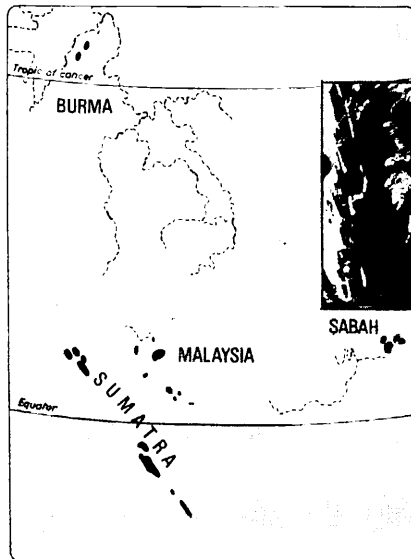 Tropic of cancer
BURMA
SABAH
MALAYSIA
SUMATRA
Equator